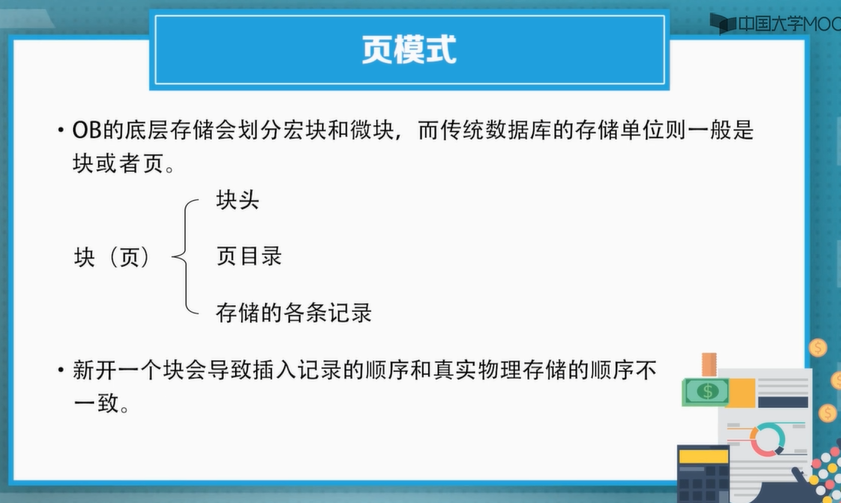 中国大学MOO
页模式
• OB的底层存储会划分宏块和微块，而传统数据库的存储单位则一般是
块或者页。
块头
块（页）
页目录
存储的各条记录
• 新开一个块会导致插入记录的顺序和真实物理存储的顺序不
一致。